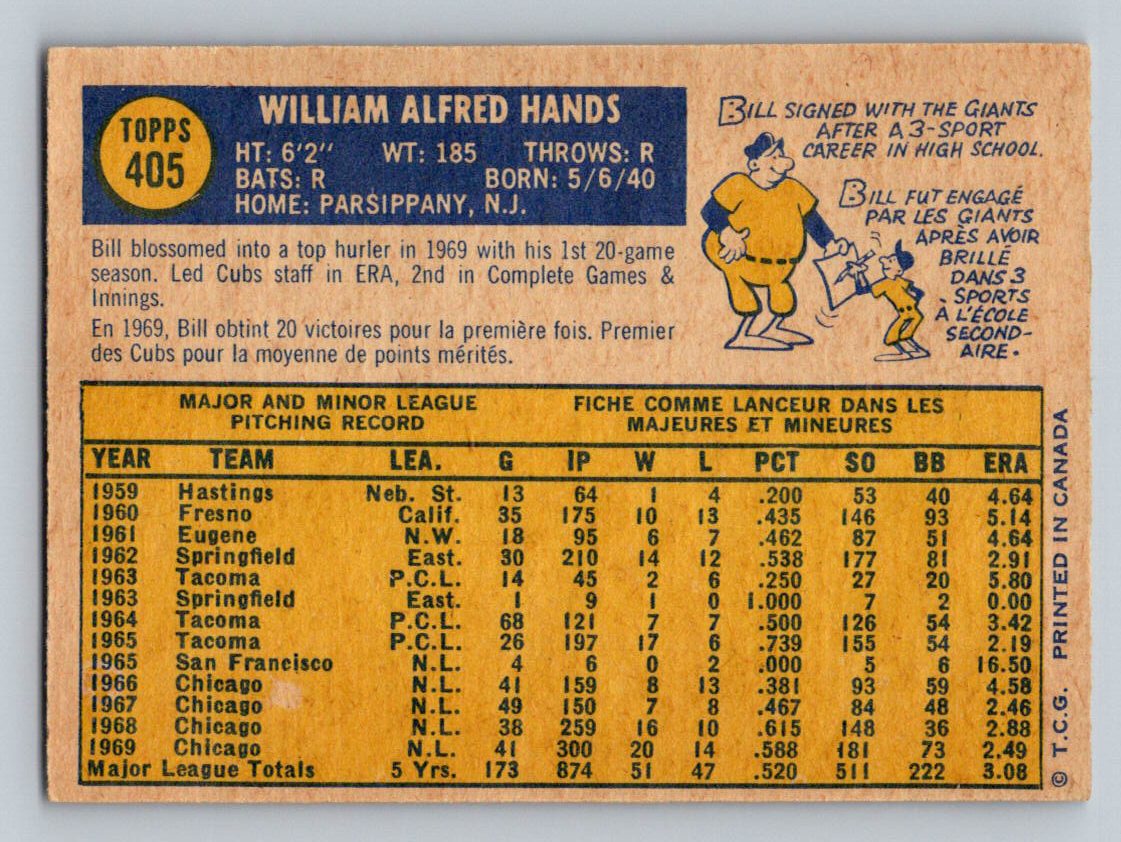 TOPPS
405
WILLIAM ALFRED HANDS
HT: 6'2" WT: 185 THROWS: R
BATS: R BORN: 5/6/40
HOME: PARSIPPANY, N.J.
Bill blossomed into a top hurler in 1969 with his 1st 20-game
season. Led Cubs staff in ERA, 2nd in Complete Games &
Innings.
En 1969, Bill obtint 20 victoires pour la première fois. Premier
des Cubs pour la moyenne de points mérités.
BILL SIGNED WITH THE GIANTS
AFTER A 3-SPORT
CAREER IN HIGH SCHOOL.
BILL FUT ENGAGÉ
PAR LES GIANTS
APRÈS AVOIR
BRILLÉ
DANS 3
SPORTS
À L'ÉCOLE
SECOND-
AIRE.
MAJOR AND MINOR LEAGUE
PITCHING RECORD
FICHE COMME LANCEUR DANS LES
MAJEURES ET MINEURES
YEAR TEAM LEA. G IP W L PCT SO BB ERA
1959 Hastings Neb. St. 13 64 1 4 .200 53 40 4.64
1960 Fresno Calif. 35 175 10 13 .435 146 93 5.14
1961 Eugene N.W. 18 95 6 7 .462 87 51 4.64
1962 Springfield East. 30 210 14 12 .538 177 81 2.91
1963 Tacoma P.C.L. 14 45 2 6 .250 27 20 5.80
1963 Springfield East. 1 9 1 0 1.000 7 2 0.00
1964 Tacoma P.C.L. 68 121 7 7 .500 126 54 3.42
1965 Tacoma P.C.L. 26 197 17 6 .739 155 54 2.19
1965 San Francisco N.L. 4 6 0 2 .000 5 6 16.50
1966 Chicago N.L. 41 159 8 13 .381 93 59 4.58
1967 Chicago N.L. 49 150 7 8 .467 84 48 2.46
1968 Chicago N.L. 38 259 16 10 .615 148 36 2.88
1969 Chicago N.L. 41 300 20 14 .588 181 73 2.49
Major League Totals 5 Yrs. 173 874 51 47 .520 511 222 3.08
© T.C.G. PRINTED IN CANADA